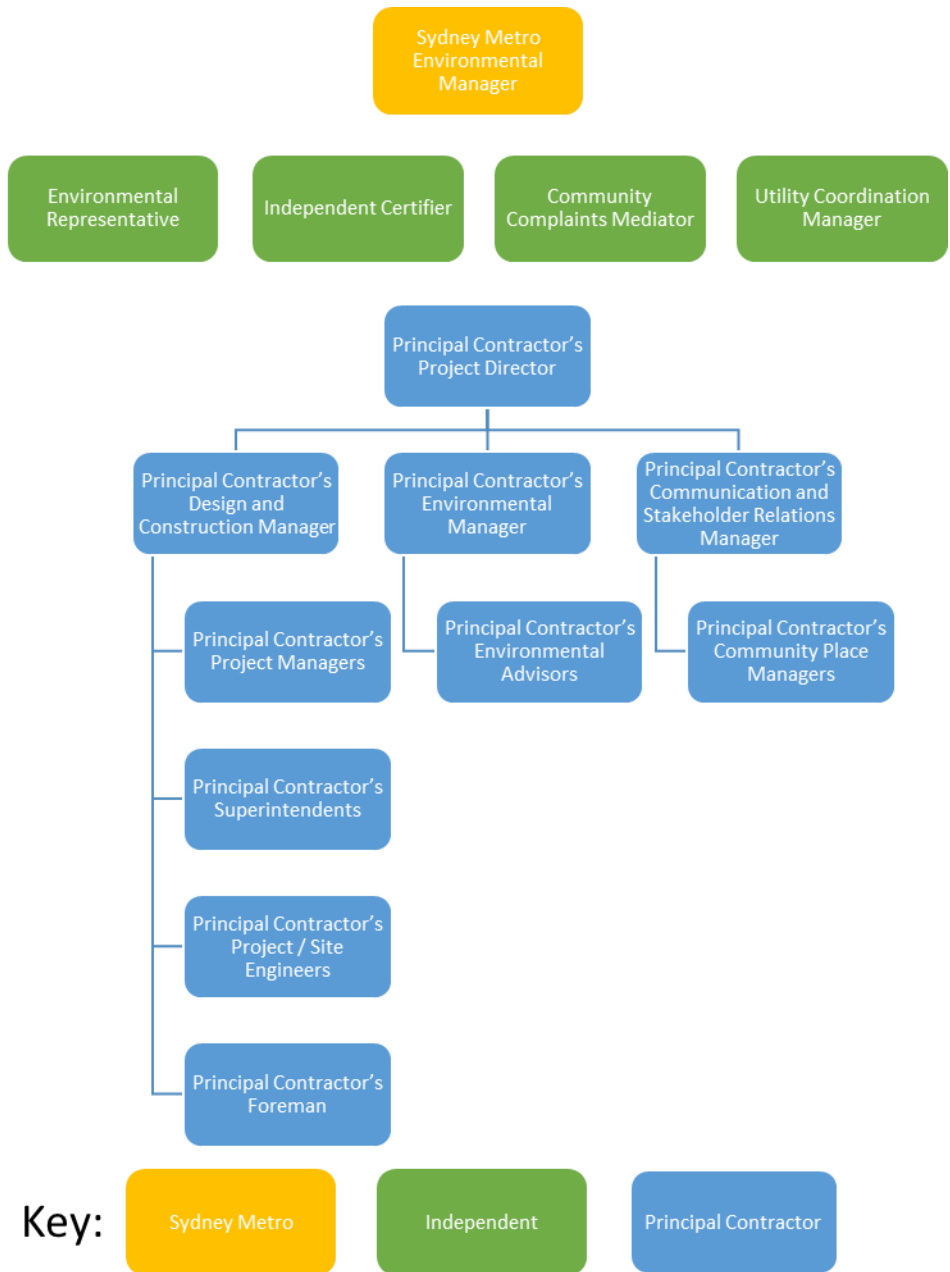 Sydney Metro
Environmental
Manager
Environmental
Representative
Independent Certifier
Community
Complaints Mediator
Utility Coordination
Manager
Principal Contractor’s
Project Director
Principal Contractor’s
Design and
Construction Manager
Principal Contractor’s
Environmental
Manager
Principal Contractor’s
Communication and
Stakeholder Relations
Manager
Principal Contractor’s
Project Managers
Principal Contractor’s
Environmental
Advisors
Principal Contractor’s
Community Place
Managers
Principal Contractor’s
Superintendents
Principal Contractor’s
Project / Site
Engineers
Principal Contractor’s
Foreman
Key:
Sydney Metro
Independent
Principal Contractor